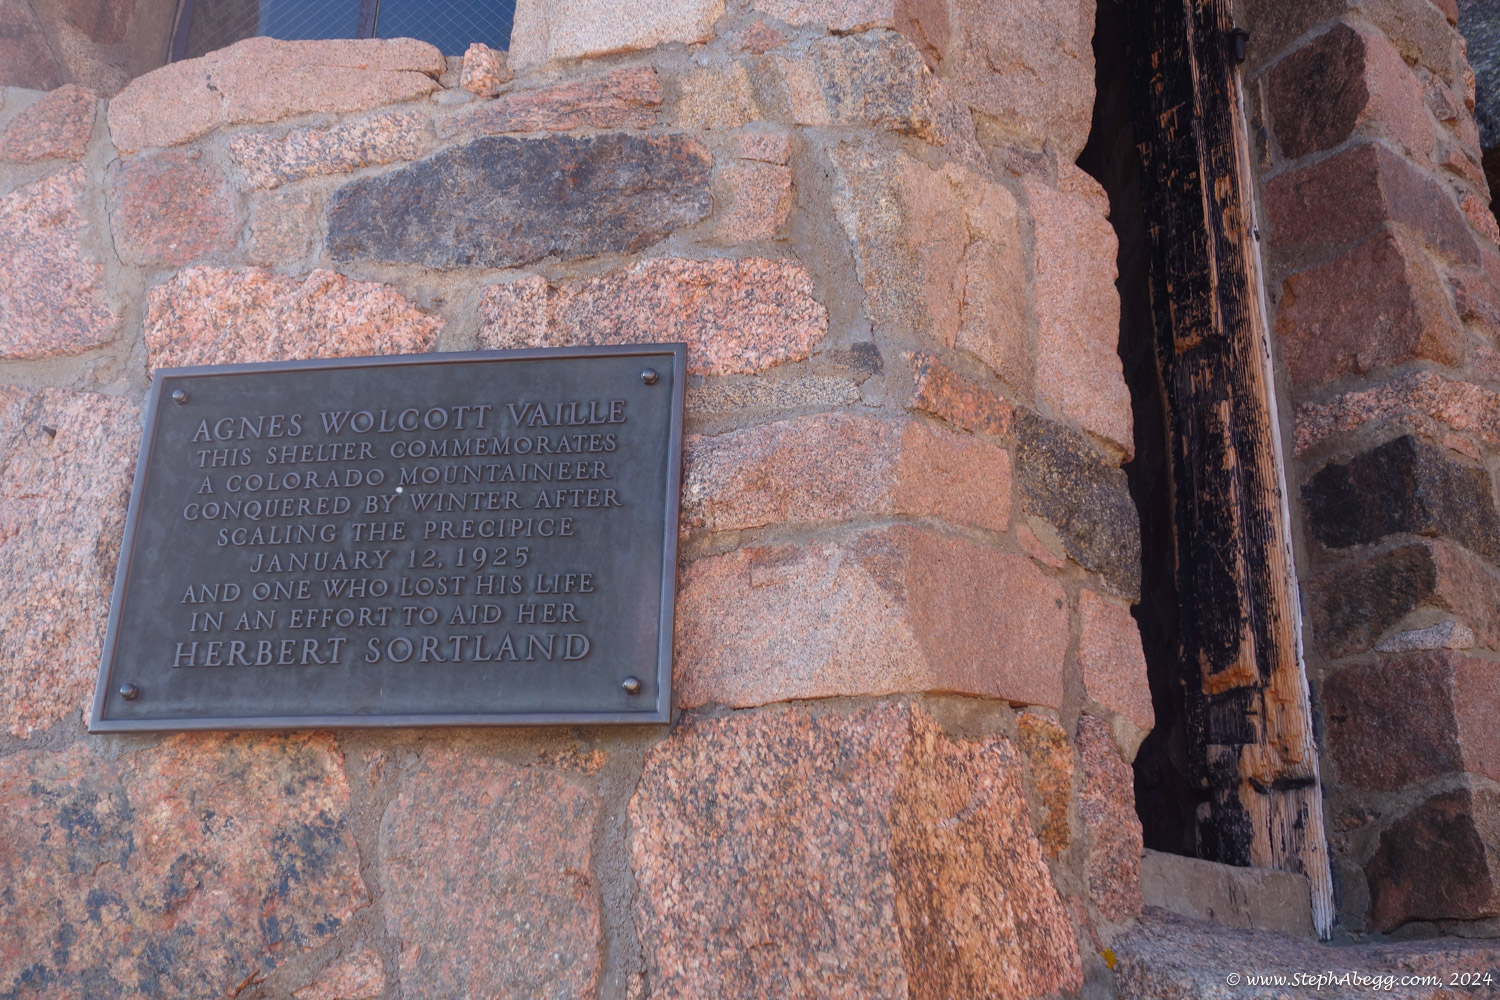 AGNES WOLCOTT VAILLE
THIS SHELTER COMMEMORATES
A COLORADO MOUNTAINEER
CONQUERED BY WINTER AFTER
SCALING THE PRECIPICE
JANUARY 12, 1925
AND ONE WHO LOST HIS LIFE
IN AN EFFORT TO AID HER
HERBERT SORTLAND
© www.StephAbegg.com, 2024